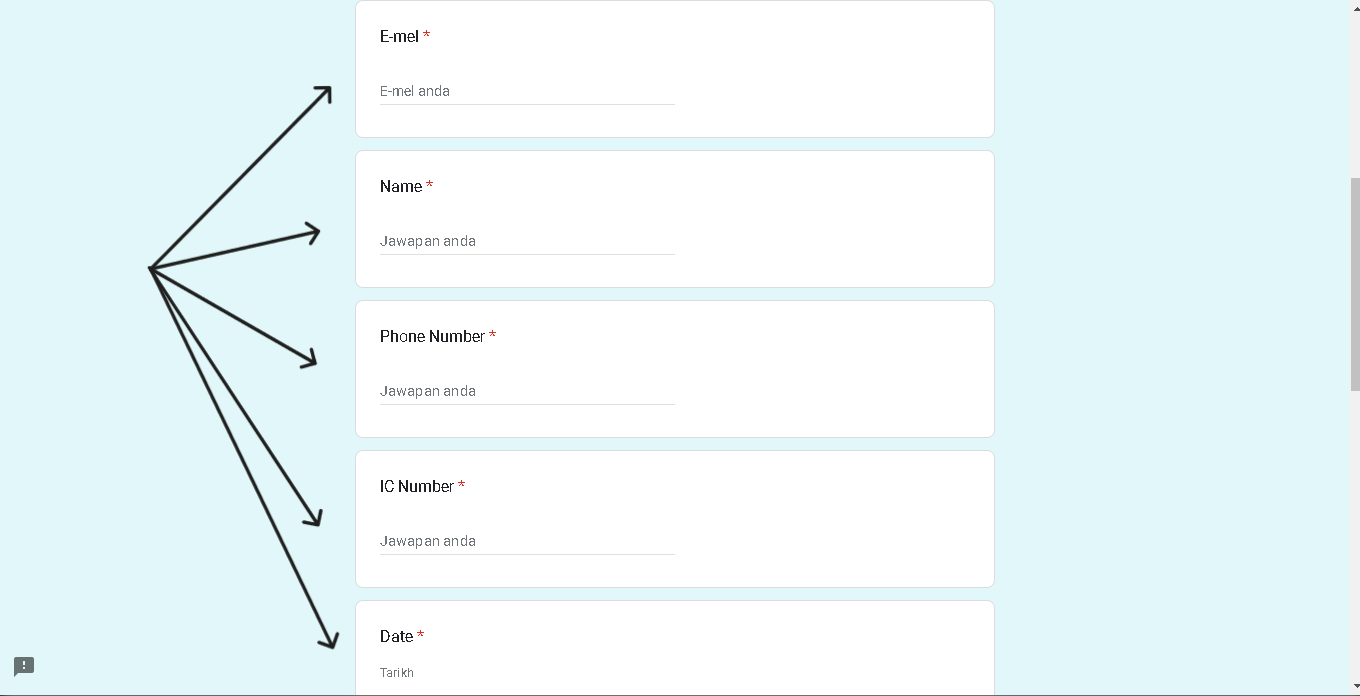 E-mel *
E-mel anda
Name *
Jawapan anda
Phone Number *
Jawapan anda
IC Number *
Jawapan anda
Date *
Tarikh